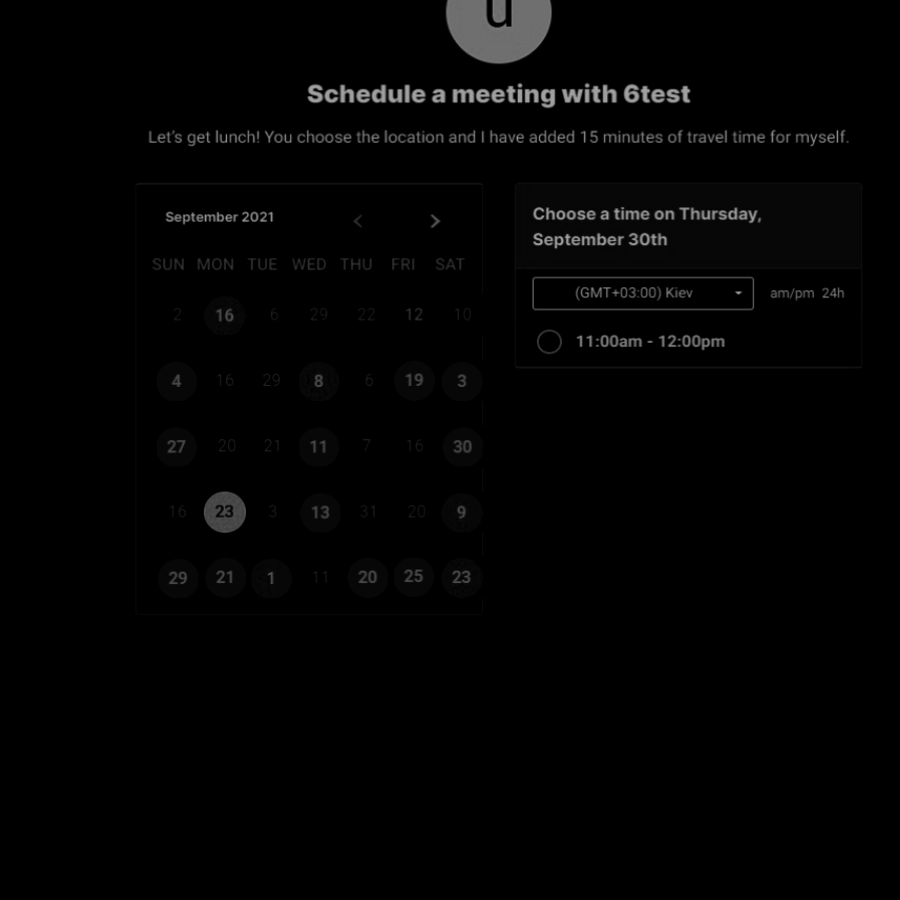 u
Schedule a meeting with 6test
Let's get lunch! You choose the location and I have added 15 minutes of travel time for myself.
September 2021
SUN MON TUE WED THU FRI SAT
2 16 6 29 22 12 10
4 16 29 8 6 19 3
27 20 21 11 7 16 30
16 23 3 13 31 20 9
29 21 1 11 20 25 23
Choose a time on Thursday,
September 30th
(GMT+03:00) Kiev
am/pm 24h
11:00am - 12:00pm